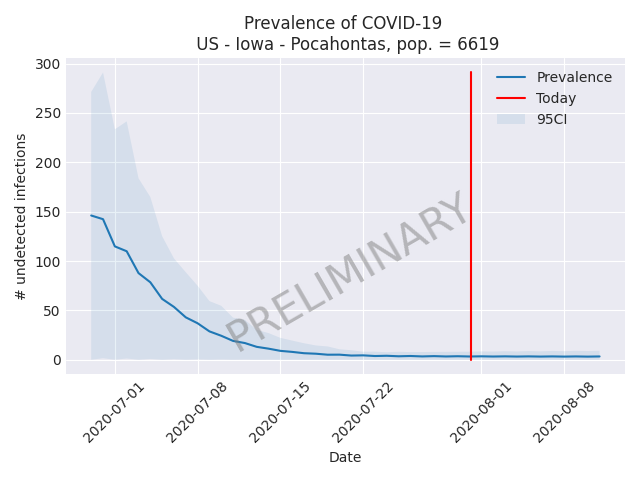 Prevalence of COVID-19
US - Iowa - Pocahontas, pop. = 6619
300
250
200
150
100
50
0
# undetected infections
Prevalence
Today
95CI
PRELIMINARY
2020-07-01
2020-07-08
2020-07-15
2020-07-22
2020-08-01
2020-08-08
Date